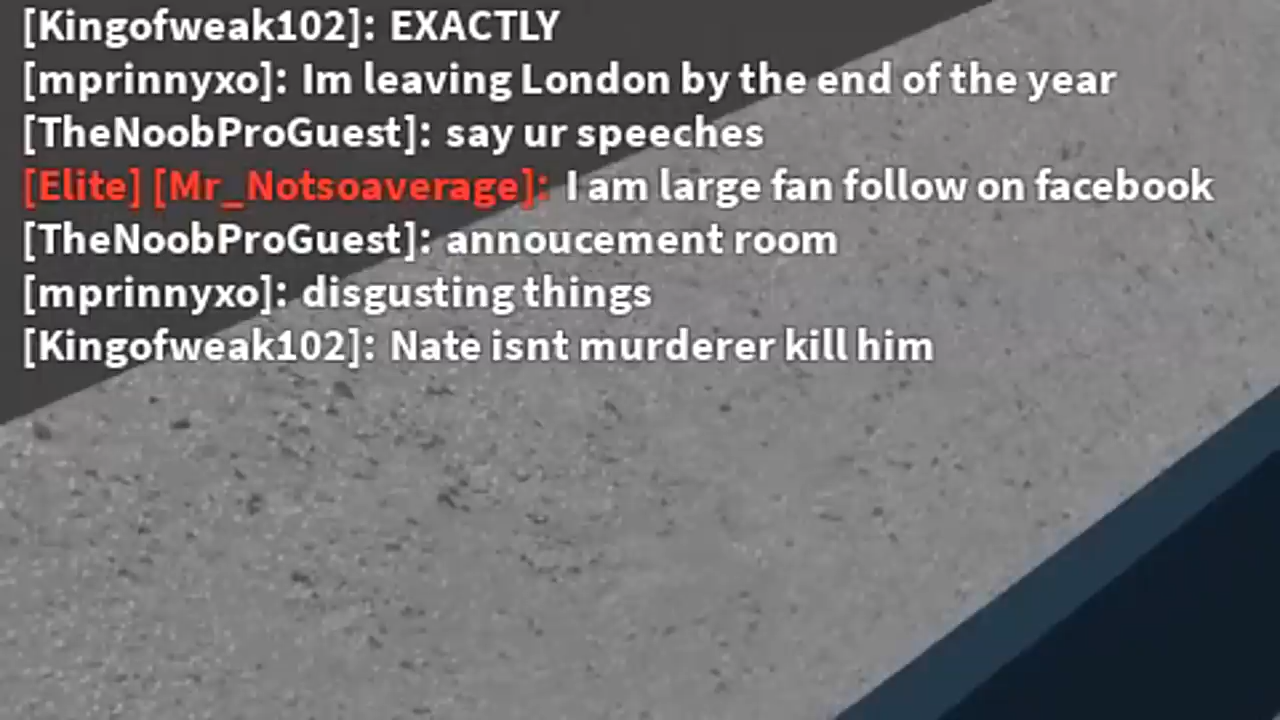 [Kingofweak102]: EXACTLY
[mprinnyxo]: Im leaving London by the end of the year
[TheNoobProGuest]: say ur speeches
[Elite] [Mr_Notsoaverage]: I am large fan follow on facebook
[TheNoobProGuest]: annoucement room
[mprinnyxo]: disgusting things
[Kingofweak102]: Nate isnt murderer kill him